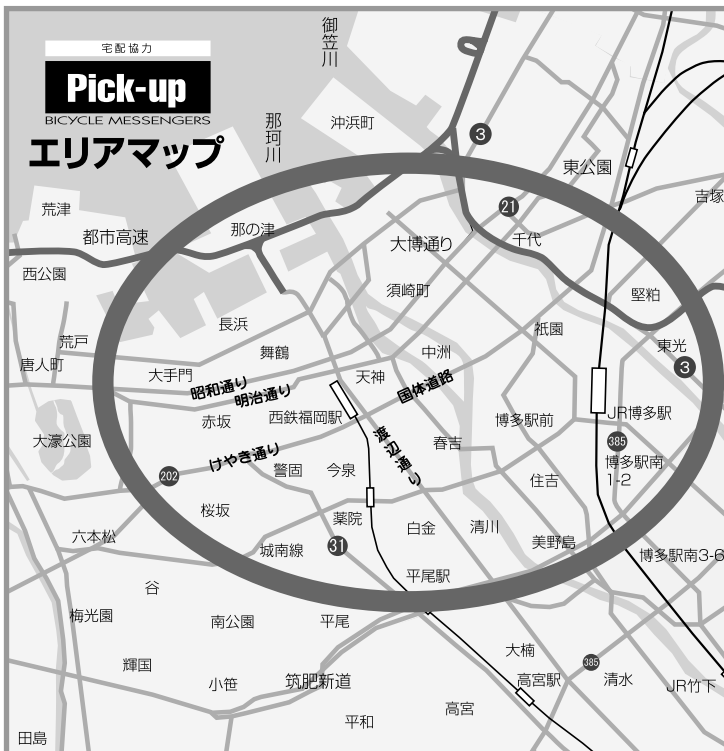 宅配協力
Pick-up
BICYCLE MESSENGERS
エリアマップ
御笠川
那珂川
沖浜町
3
東公園
吉塚
荒津
21
都市高速
那の津
大博通り
千代
西公園
須崎町
堅粕
長浜
祇園
荒戸
舞鶴
中洲
東光
唐人町
大手門
昭和通り
明治通り
天神
国体道路
3
赤坂
西鉄福岡駅
博多駅前
JR博多駅
大濠公園
けやき通り
渡辺通り
春吉
385
博多駅南
1-2
202
警固
今泉
住吉
桜坂
薬院
白金
清川
六本松
城南線
31
美野島
博多駅南3-6
谷
平尾駅
梅光園
南公園
平尾
輝国
大楠
385
小笹
筑肥新道
高宮駅
清水
JR竹下
田島
平和
高宮